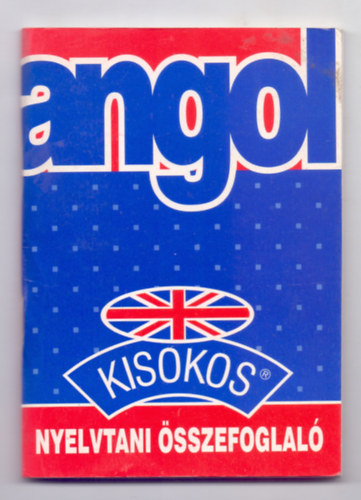 angol
KISOKOS®
NYELVTANI ÖSSZEFOGLALÓ